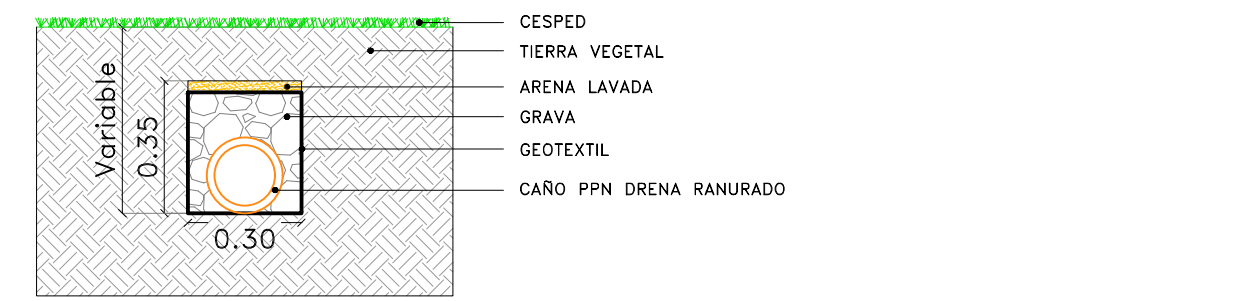 CESPED
TIERRA VEGETAL
ARENA LAVADA
GRAVA
GEOTEXTIL
CAÑO PPN DRENA RANURADO
Variable
0.35
0.30